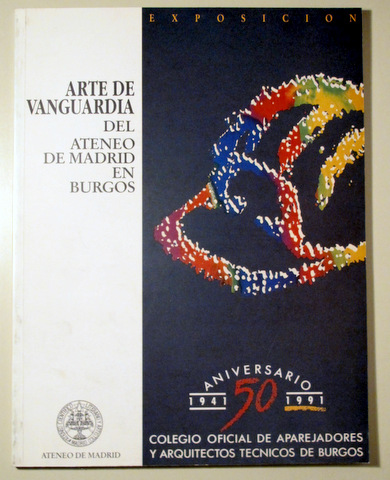 EXPOSICION
ARTE DE
VANGUARDIA
DEL
ATENEO
DE MADRID
EN
BURGOS
ANIVERSARIO
1941 50 1991
COLEGIO OFICIAL DE APAREJADORES
Y ARQUITECTOS TECNICOS DE BURGOS
ATENEO DE MADRID